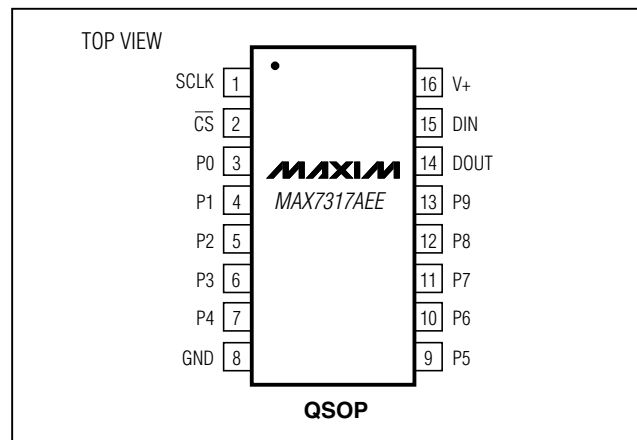 TOP VIEW
SCLK 1 16 V+
C̅S̅ 2 15 DIN
P0 3 14 DOUT
MAXIM
P1 4 MAX7317AEE 13 P9
P2 5 12 P8
P3 6 11 P7
P4 7 10 P6
GND 8 9 P5
QSOP